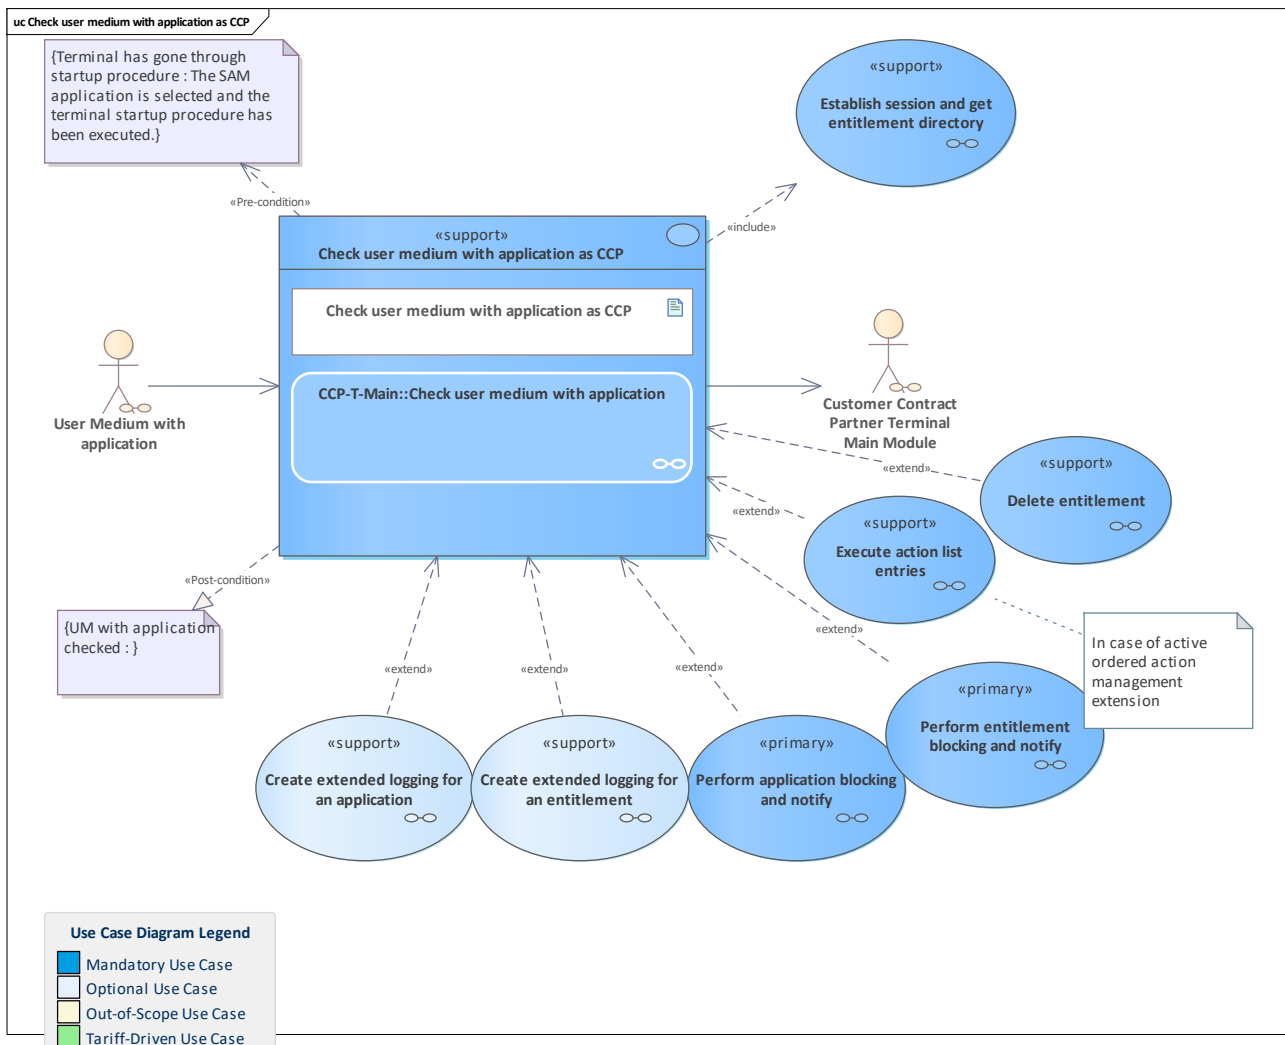 uc Check user medium with application as CCP
{Terminal has gone through
startup procedure : The SAM
application is selected and the
terminal startup procedure has
been executed.}
«support»
Establish session and get
entitlement directory
«Pre-condition»
«include»
«support»
Check user medium with application as CCP
Check user medium with application as CCP
CCP-T-Main::Check user medium with application
User Medium with
application
Customer Contract
Partner Terminal
Main Module
«extend»
«support»
Delete entitlement
«extend»
«support»
Execute action list
entries
«Post-condition»
{UM with application
checked : }
«extend»
In case of active
ordered action
management
extension
«extend»
«extend»
«extend»
«primary»
Perform entitlement
blocking and notify
«support»
Create extended logging for
an application
«support»
Create extended logging for
an entitlement
«primary»
Perform application blocking
and notify
Use Case Diagram Legend
Mandatory Use Case
Optional Use Case
Out-of-Scope Use Case
Tariff-Driven Use Case